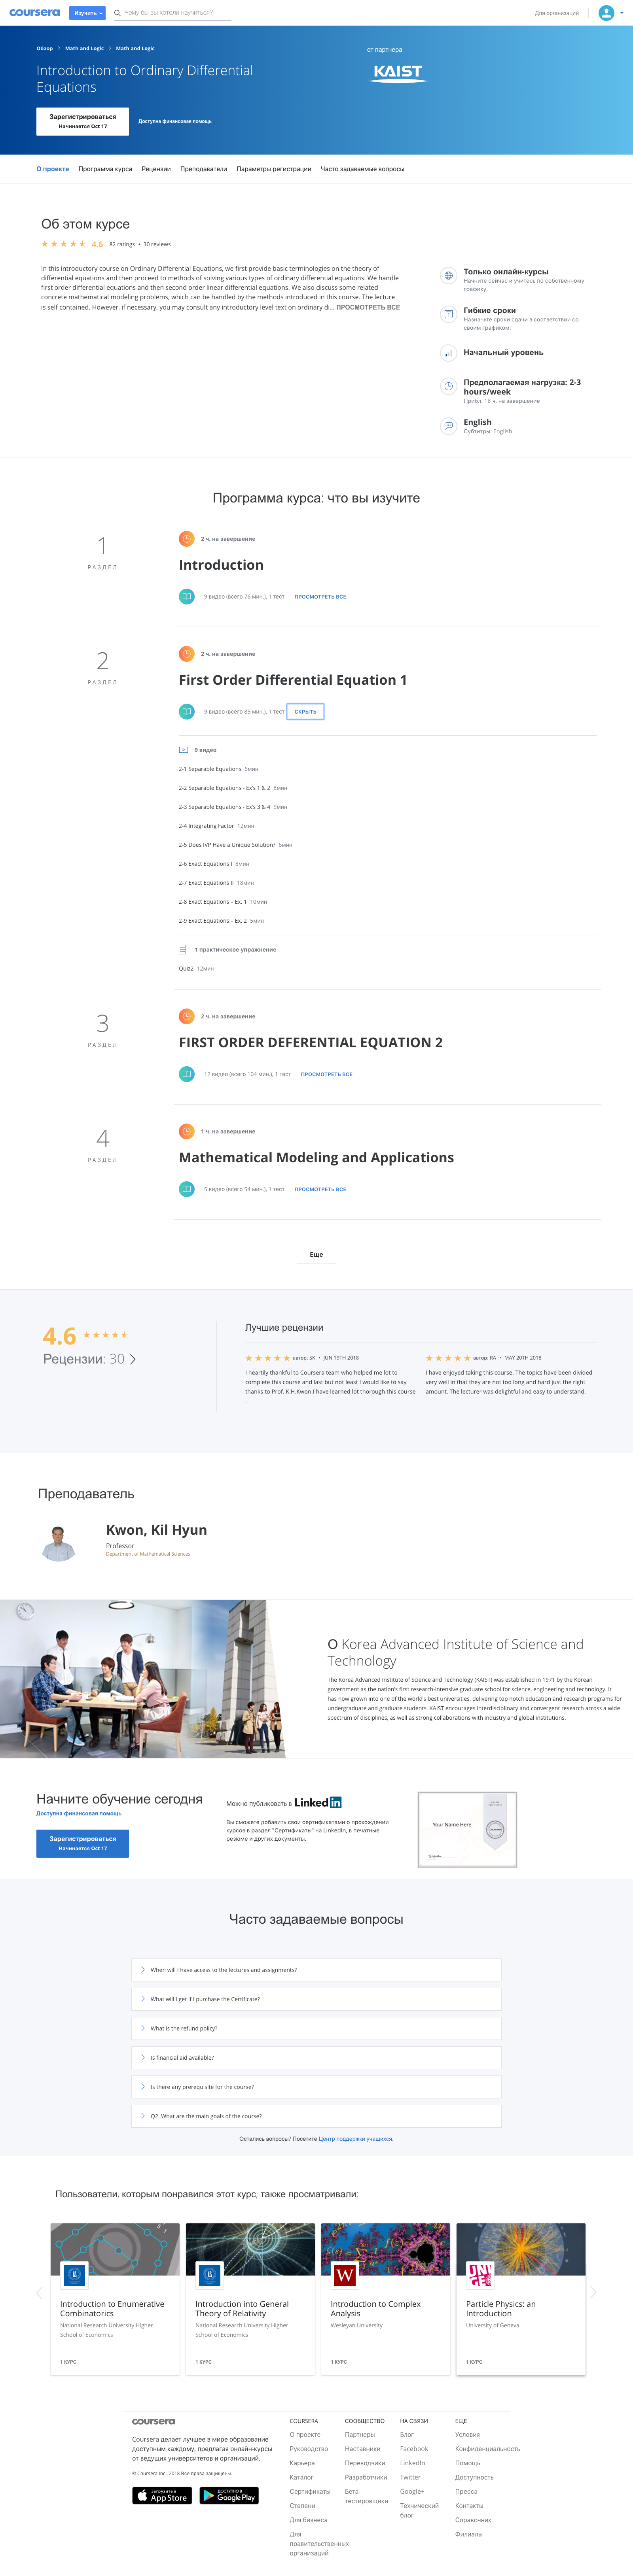 coursera
Изучить
Чему бы вы хотели научиться?
Для организаций
Обзор
Math and Logic
Math and Logic
Introduction to Ordinary Differential
Equations
от партнера
KAIST
Зарегистрироваться
Начинается Oct 17
Доступна финансовая помощь.
О проекте
Программа курса
Рецензии
Преподаватели
Параметры регистрации
Часто задаваемые вопросы
Об этом курсе
4.6 82 ratings • 30 reviews
In this introductory course on Ordinary Differential Equations, we first provide basic terminologies on the theory of
differential equations and then proceed to methods of solving various types of ordinary differential equations. We handle
first order differential equations and then second order linear differential equations. We also discuss some related
concrete mathematical modeling problems, which can be handled by the methods introduced in this course. The lecture
is self contained. However, if necessary, you may consult any introductory level text on ordinary di... ПРОСМОТРЕТЬ ВСЕ
Только онлайн-курсы
Начните сейчас и учитесь по собственному
графику.
Гибкие сроки
Назначьте сроки сдачи в соответствии со
своим графиком.
Начальный уровень
Предполагаемая нагрузка: 2-3
hours/week
Прибл. 18 ч. на завершение
English
Субтитры: English
Программа курса: что вы изучите
1
РАЗДЕЛ
2 ч. на завершение
Introduction
9 видео (всего 76 мин.), 1 тест ПРОСМОТРЕТЬ ВСЕ
2
РАЗДЕЛ
2 ч. на завершение
First Order Differential Equation 1
9 видео (всего 85 мин.), 1 тест СКРЫТЬ
9 видео
2-1 Separable Equations 6мин
2-2 Separable Equations - Ex's 1 & 2 8мин
2-3 Separable Equations - Ex's 3 & 4 9мин
2-4 Integrating Factor 12мин
2-5 Does IVP Have a Unique Solution? 6мин
2-6 Exact Equations I 8мин
2-7 Exact Equations II 18мин
2-8 Exact Equations – Ex. 1 10мин
2-9 Exact Equations – Ex. 2 5мин
1 практическое упражнение
Quiz2 12мин
3
РАЗДЕЛ
2 ч. на завершение
FIRST ORDER DEFERENTIAL EQUATION 2
12 видео (всего 104 мин.), 1 тест ПРОСМОТРЕТЬ ВСЕ
4
РАЗДЕЛ
1 ч. на завершение
Mathematical Modeling and Applications
5 видео (всего 54 мин.), 1 тест ПРОСМОТРЕТЬ ВСЕ
Еще
4.6
Рецензии: 30
Лучшие рецензии
автор: SK • JUN 19TH 2018
I heartily thankful to Coursera team who helped me lot to
complete this course and last but not least I would like to say
thanks to Prof. K.H.Kwon.I have learned lot thorough this course
.
автор: RA • MAY 20TH 2018
I have enjoyed taking this course. The topics have been divided
very well in that they are not too long and hard just the right
amount. The lecturer was delightful and easy to understand.
Преподаватель
Kwon, Kil Hyun
Professor
Department of Mathematical Sciences
О Korea Advanced Institute of Science and
Technology
The Korea Advanced Institute of Science and Technology (KAIST) was established in 1971 by the Korean
government as the nation's first research-intensive graduate school for science, engineering and technology. It
has now grown into one of the world's best universities, delivering top notch education and research programs for
undergraduate and graduate students. KAIST encourages interdisciplinary and convergent research across a wide
spectrum of disciplines, as well as strong collaborations with industry and global institutions.
Начните обучение сегодня
Доступна финансовая помощь
Зарегистрироваться
Начинается Oct 17
Можно публиковать в LinkedIn
Вы сможете добавить свои сертификатами о прохождении
курсов в раздел "Сертификаты" на LinkedIn, в печатные
резюме и других документы.
Your Name Here
Часто задаваемые вопросы
When will I have access to the lectures and assignments?
What will I get if I purchase the Certificate?
What is the refund policy?
Is financial aid available?
Is there any prerequisite for the course?
Q2. What are the main goals of the course?
Остались вопросы? Посетите Центр поддержки учащихся.
Пользователи, которым понравился этот курс, также просматривали:
Introduction to Enumerative
Combinatorics
National Research University Higher
School of Economics
1 КУРС
Introduction into General
Theory of Relativity
National Research University Higher
School of Economics
1 КУРС
W
Introduction to Complex
Analysis
Wesleyan University
1 КУРС
Particle Physics: an
Introduction
University of Geneva
1 КУРС
coursera
Coursera делает лучшее в мире образование
доступным каждому, предлагая онлайн-курсы
от ведущих университетов и организаций.
© Coursera Inc., 2018 Все права защищены.
Загрузите в
App Store
ДОСТУПНО В
Google Play
COURSERA
О проекте
Руководство
Карьера
Каталог
Сертификаты
Степени
Для бизнеса
Для
правительственных
организаций
СООБЩЕСТВО
Партнеры
Наставники
Переводчики
Разработчики
Бета-
тестировщики
НА СВЯЗИ
Блог
Facebook
LinkedIn
Twitter
Google+
Технический
блог
ЕЩЕ
Условия
Конфиденциальность
Помощь
Доступность
Пресса
Контакты
Справочник
Филиалы